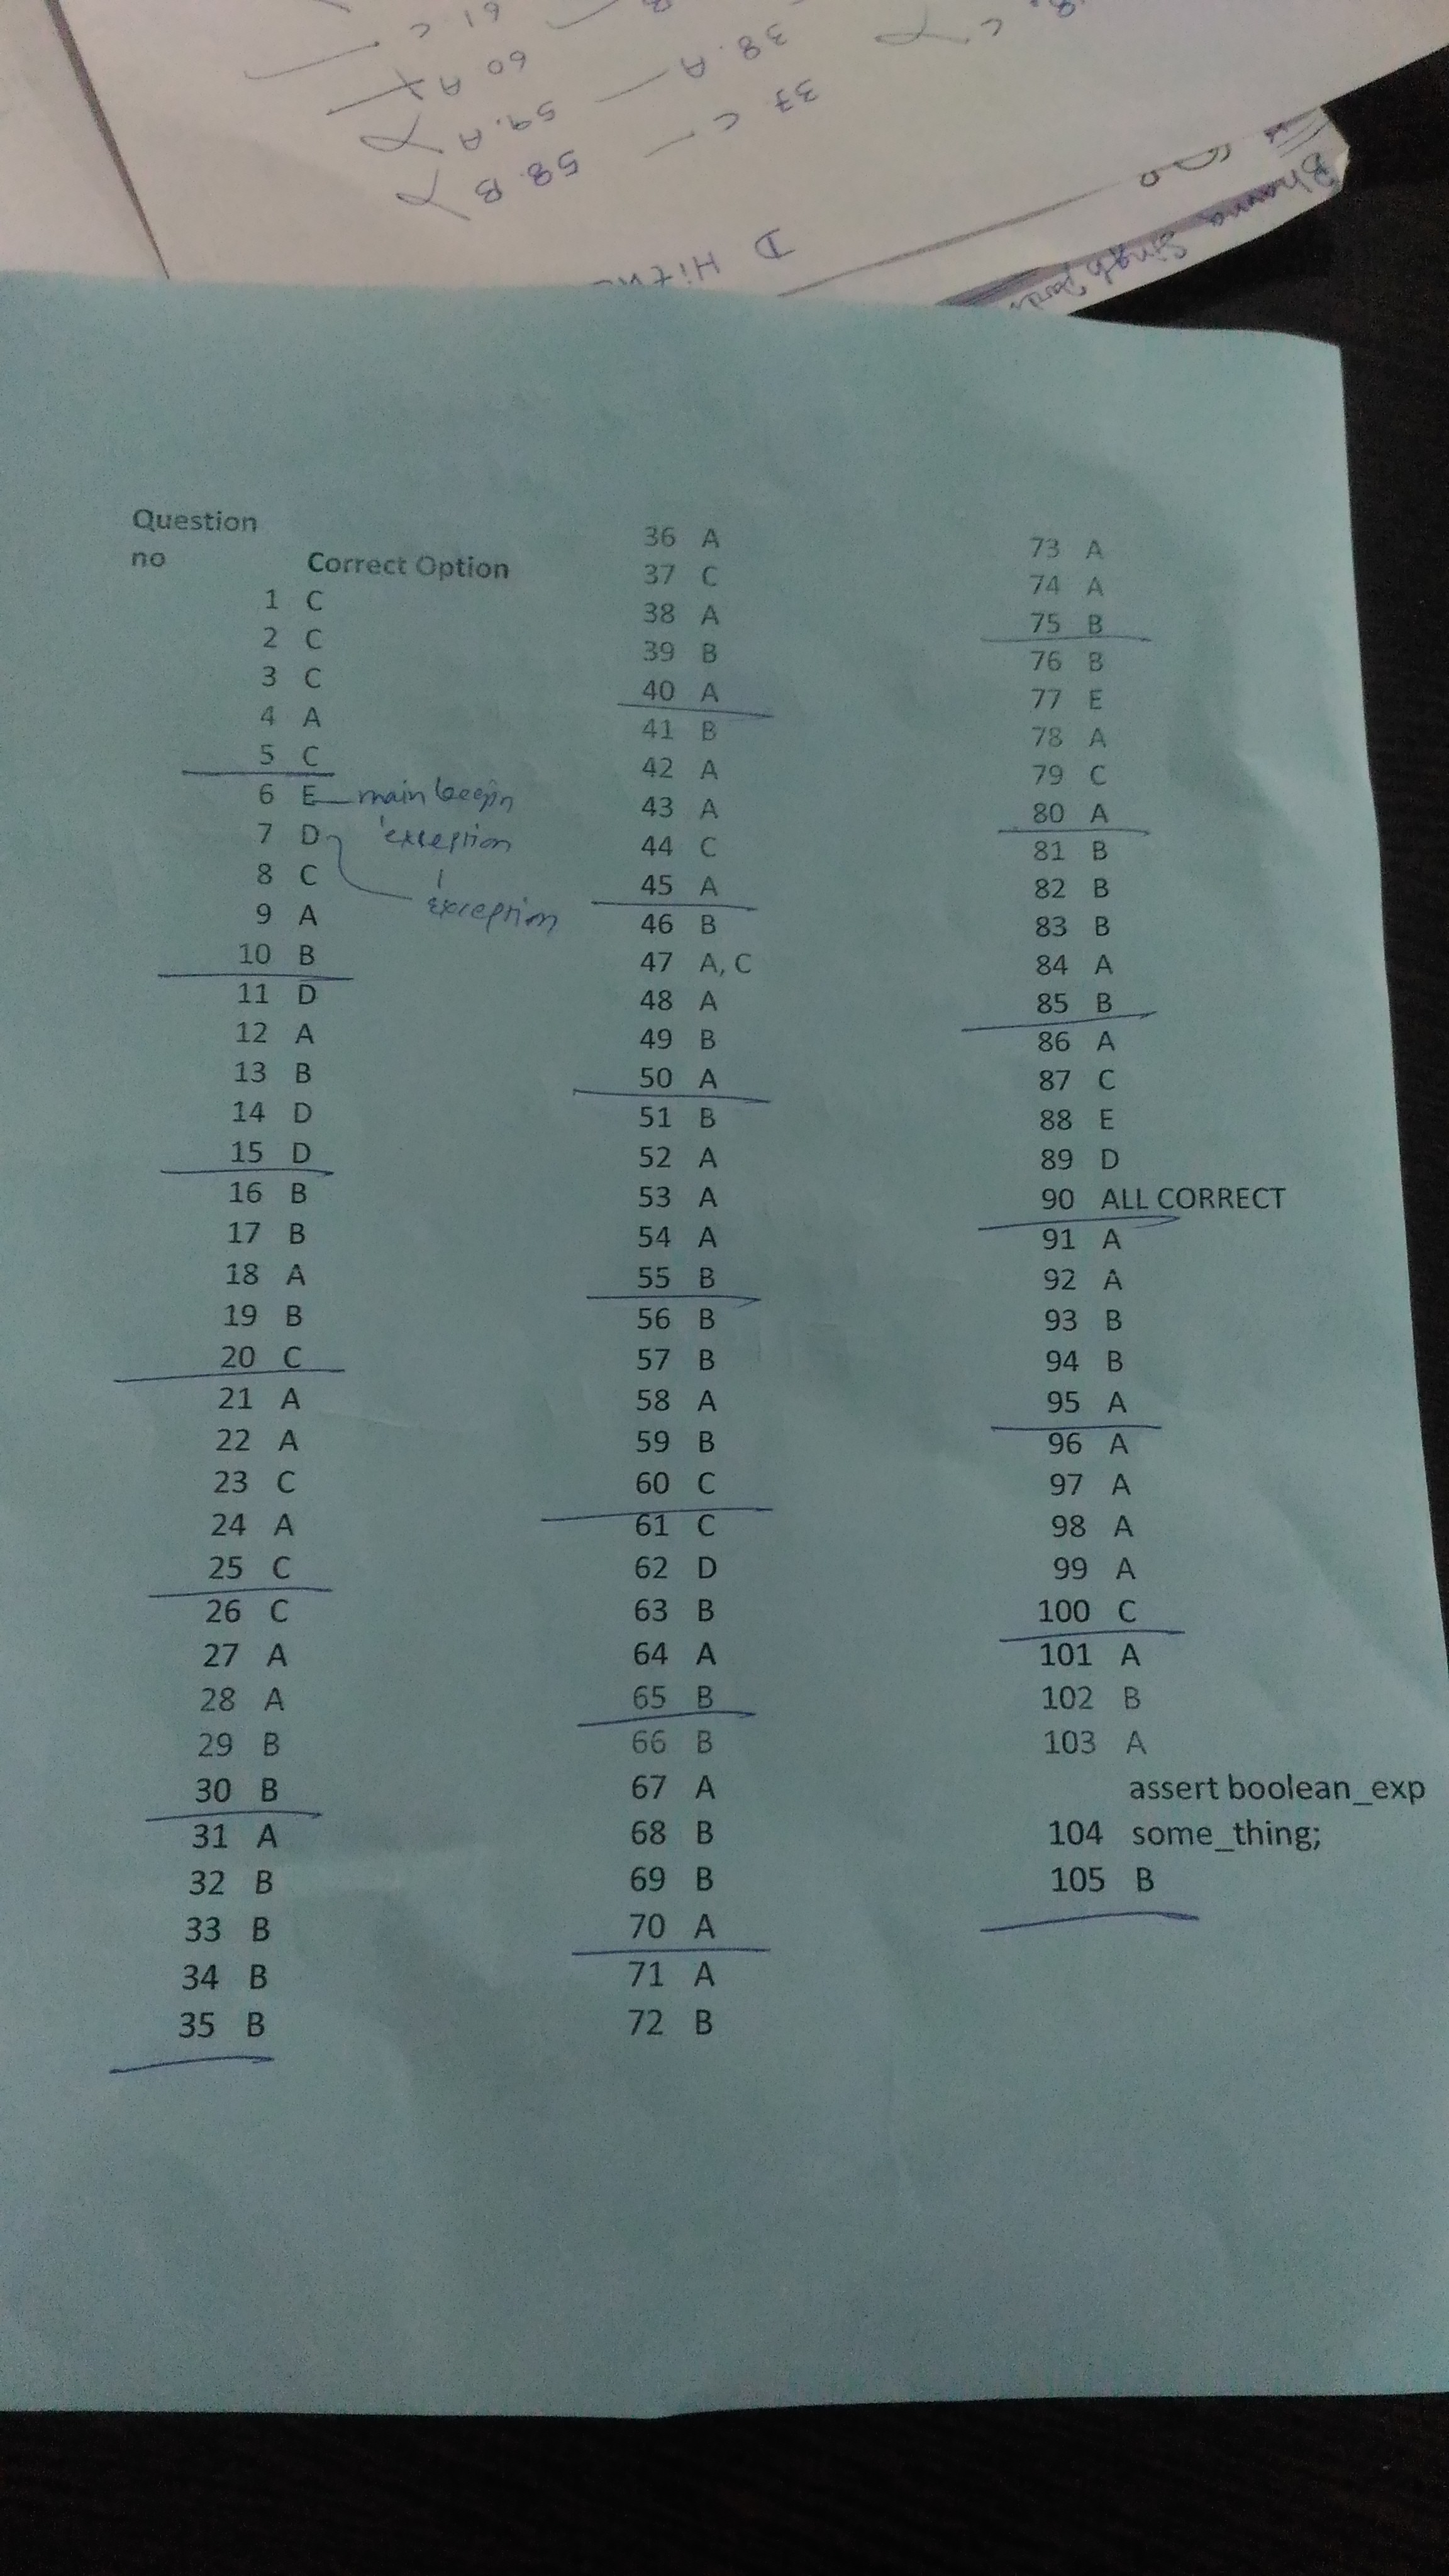 61 C
60 A
59. A
58. B
38. A
37 C
C
D
Bhawna Singh
Question
no
Correct Option
1 C
2 C
3 C
4 A
5 C
6 E main begin
exception
7 D
exception
8 C
9 A
10 B
11 D
12 A
13 B
14 D
15 D
16 B
17 B
18 A
19 B
20 C
21 A
22 A
23 C
24 A
25 C
26 C
27 A
28 A
29 B
30 B
31 A
32 B
33 B
34 B
35 B
36 A
37 C
38 A
39 B
40 A
41 B
42 A
43 A
44 C
45 A
46 B
47 A, C
48 A
49 B
50 A
51 B
52 A
53 A
54 A
55 B
56 B
57 B
58 A
59 B
60 C
61 C
62 D
63 B
64 A
65 B
66 B
67 A
68 B
69 B
70 A
71 A
72 B
73 A
74 A
75 B
76 B
77 E
78 A
79 C
80 A
81 B
82 B
83 B
84 A
85 B
86 A
87 C
88 E
89 D
90 ALL CORRECT
91 A
92 A
93 B
94 B
95 A
96 A
97 A
98 A
99 A
100 C
101 A
102 B
103 A
assert boolean_exp
104 some_thing;
105 B